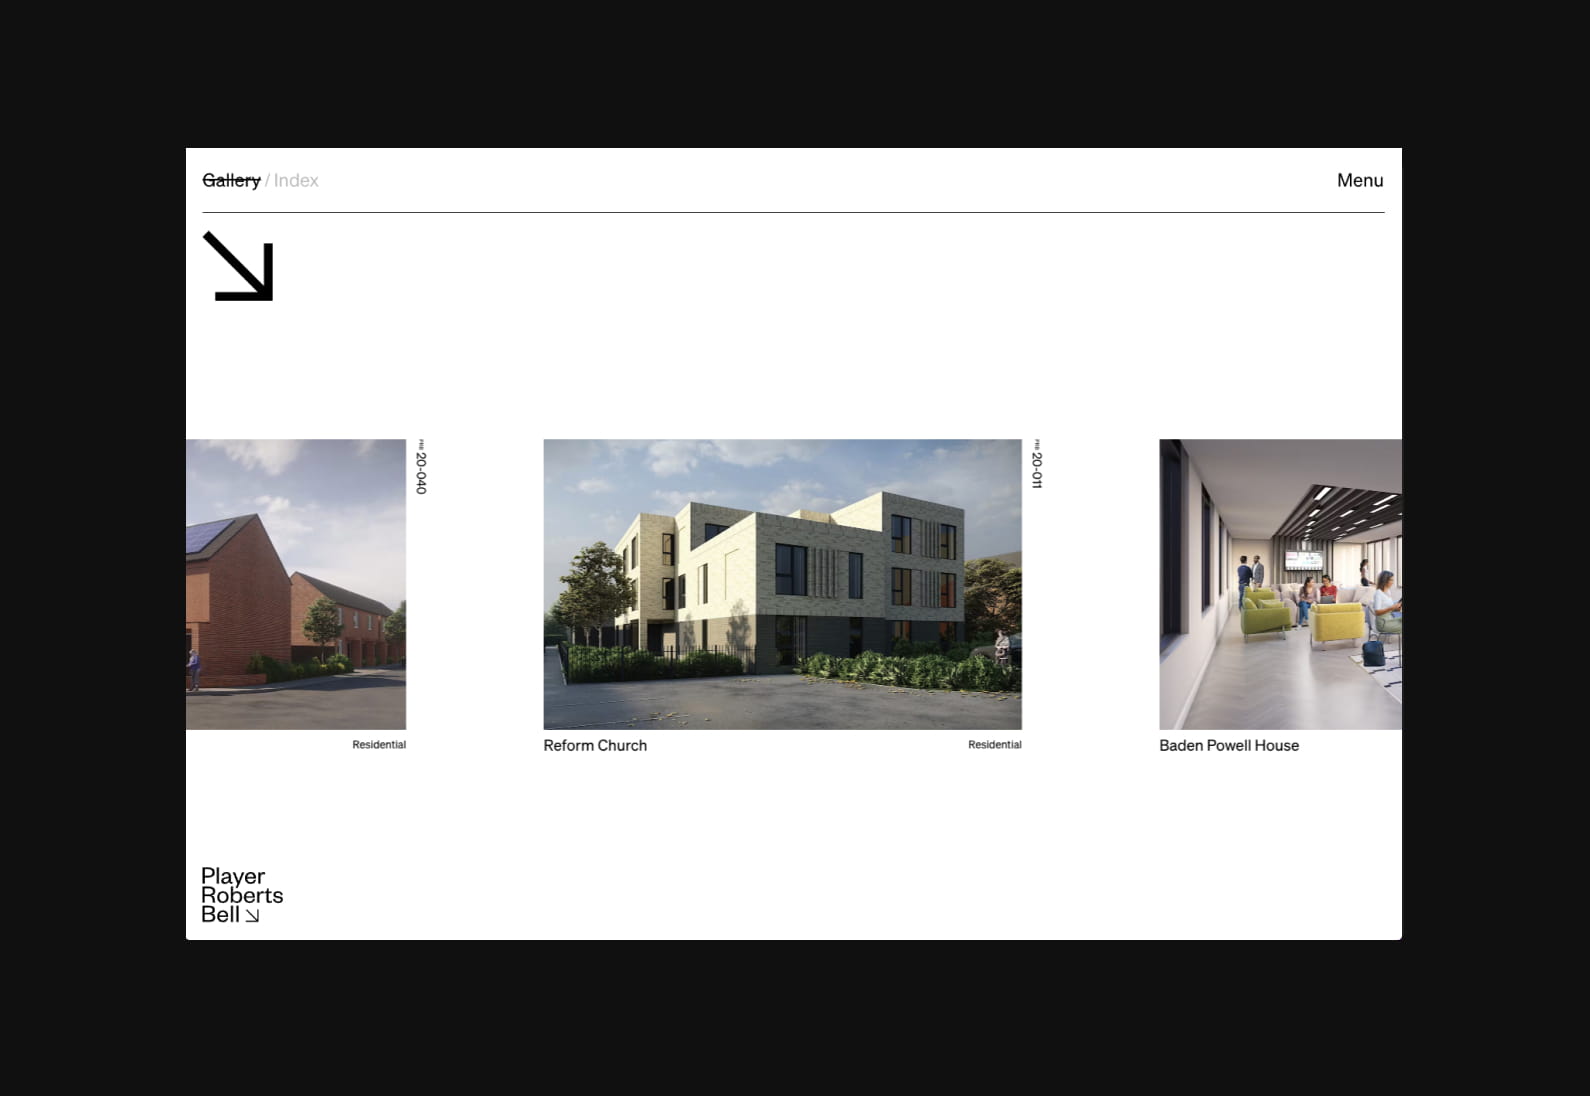 Gallery / Index
Menu
PRB 20-040
Residential
PRB 20-011
Reform Church
Residential
Baden Powell House
Player
Roberts
Bell